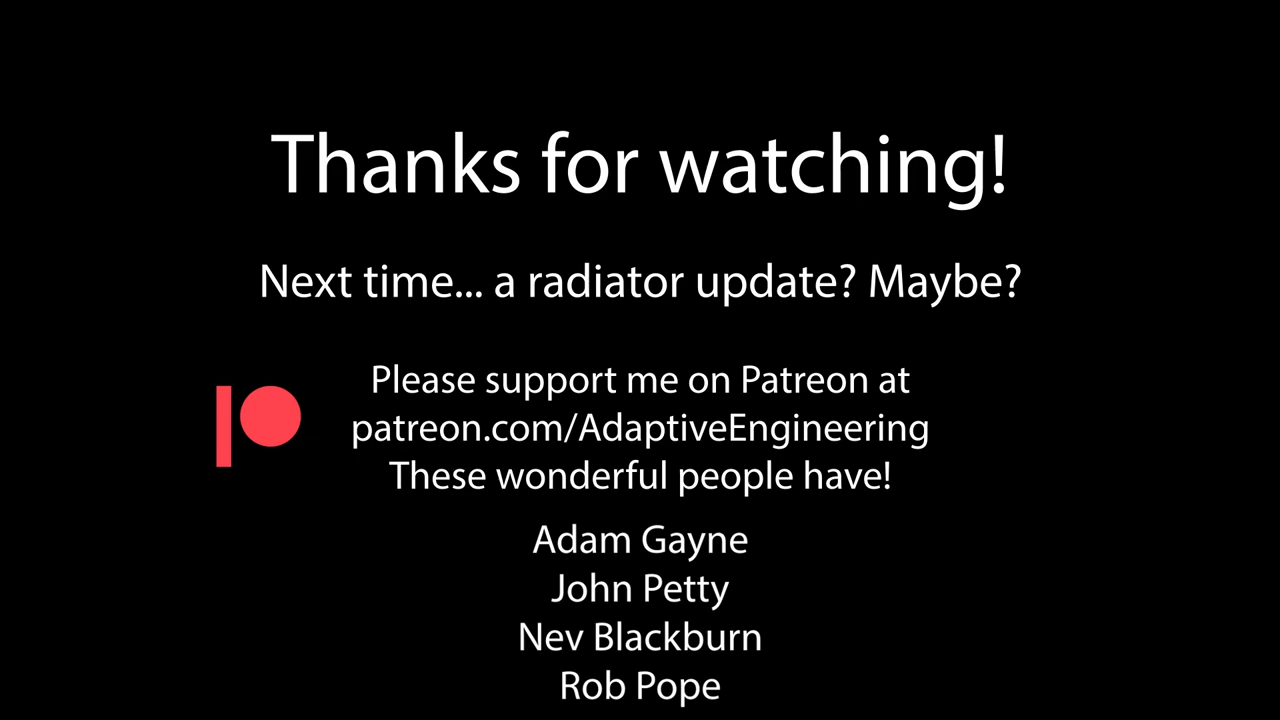 Thanks for watching!
Next time... a radiator update? Maybe?
Please support me on Patreon at
patreon.com/AdaptiveEngineering
These wonderful people have!
Adam Gayne
John Petty
Nev Blackburn
Rob Pope